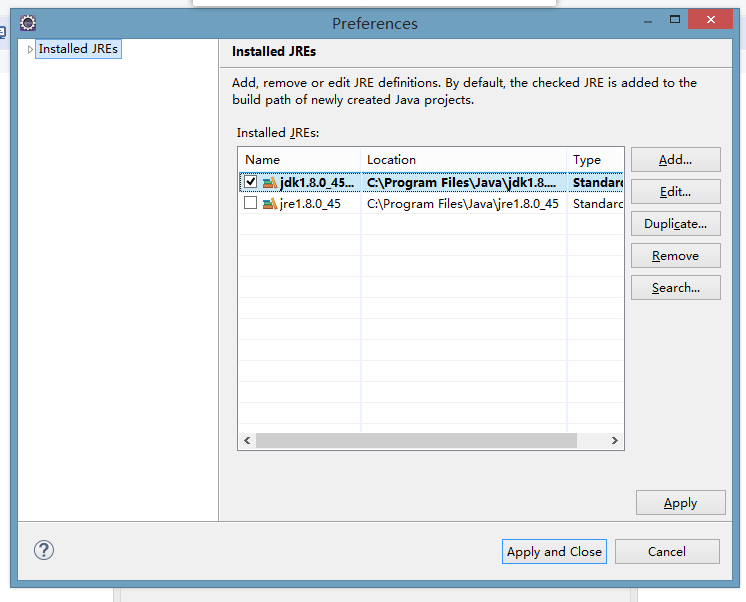 Preferences
Installed JREs
Installed JREs
Add, remove or edit JRE definitions. By default, the checked JRE is added to the
build path of newly created Java projects.
Installed JREs:
Name Location Type
jdk1.8.0_45... C:\Program Files\Java\jdk1.8.... Standard
jre1.8.0_45 C:\Program Files\Java\jre1.8.0_45 Standard
Add...
Edit...
Duplicate...
Remove
Search...
Apply
?
Apply and Close
Cancel